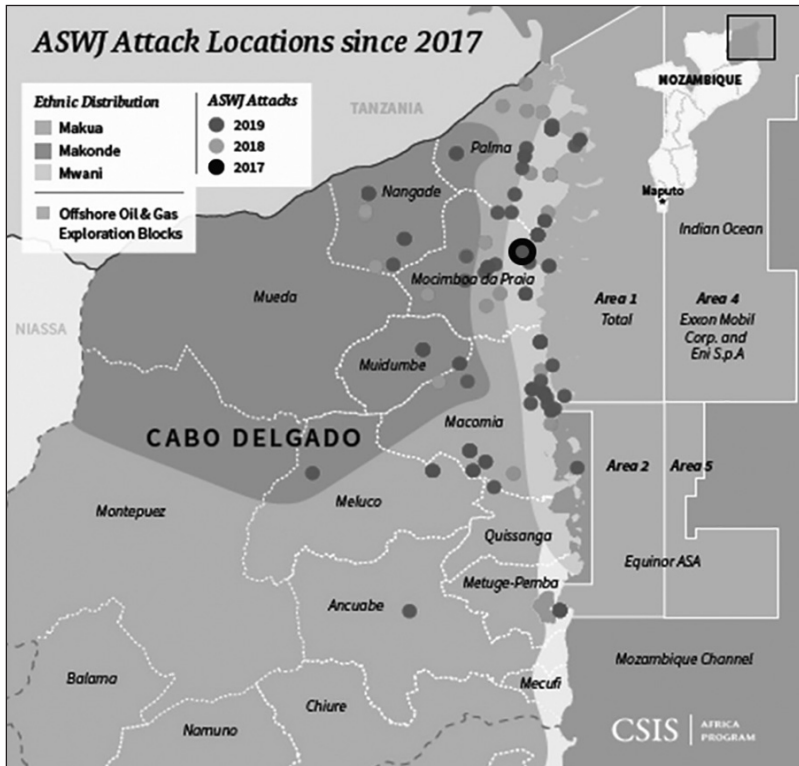 ASWJ Attack Locations since 2017
Ethnic Distribution
Makua
Makonde
Mwani
Offshore Oil & Gas
Exploration Blocks
ASWJ Attacks
2019
2018
2017
TANZANIA
MOZAMBIQUE
Maputo
Indian Ocean
Palma
Nangade
Mocimboa da Praia
Mueda
NIASSA
Area 1
Total
Area 4
Exxon Mobil
Corp. and
Eni S.p.A
Muidumbe
Macomia
CABO DELGADO
Area 2
Area 5
Meluco
Montepuez
Quissanga
Equinor ASA
Metuge-Pemba
Ancuabe
Mozambique Channel
Balama
Mecufi
Chiure
Namuno
CSIS
AFRICA
PROGRAM